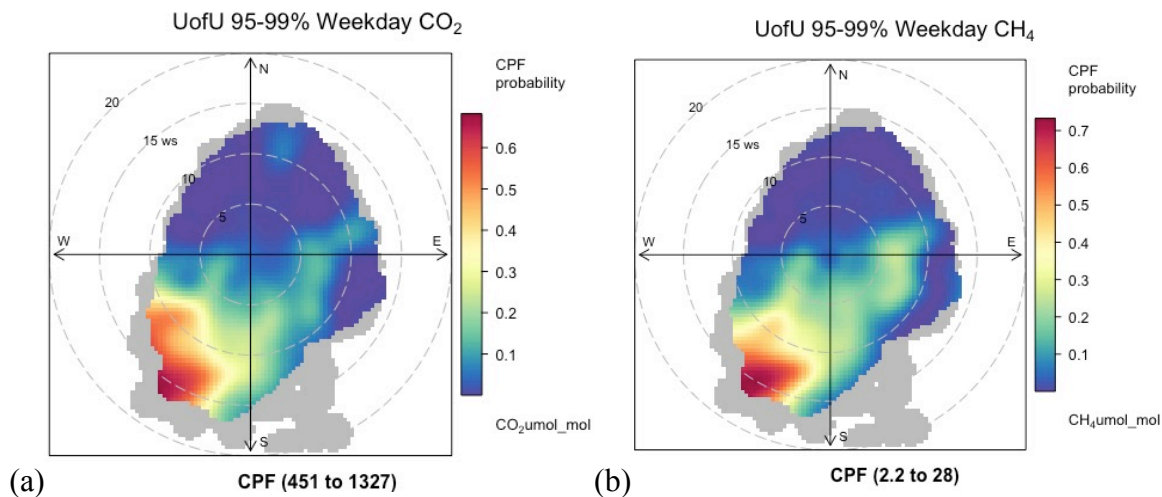 UofU 95-99% Weekday CO₂
CPF
probability
N
20
15 ws
10
5
W
E
S
0.6
0.5
0.4
0.3
0.2
0.1
CO₂umol_mol
(a)
CPF (451 to 1327)
UofU 95-99% Weekday CH₄
CPF
probability
N
20
15 ws
10
5
W
E
S
0.7
0.6
0.5
0.4
0.3
0.2
0.1
CH₄umol_mol
(b)
CPF (2.2 to 28)